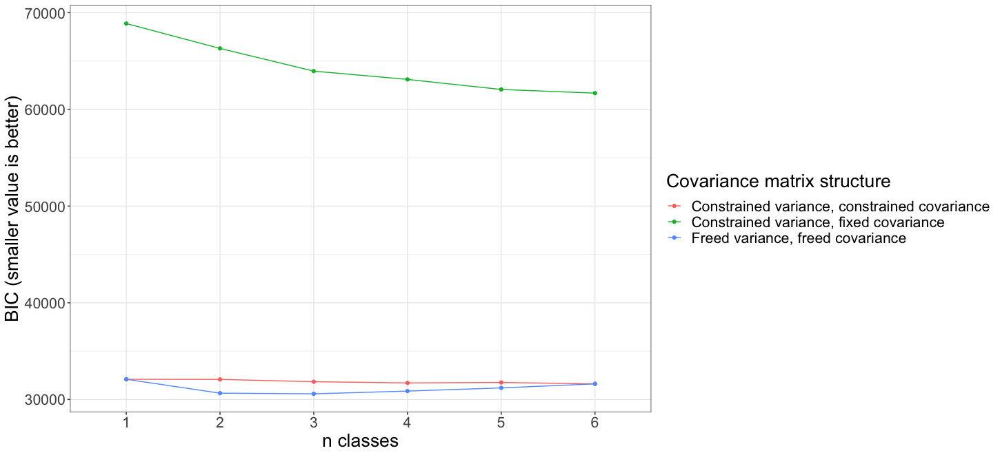 70000
60000
50000
40000
30000
BIC (smaller value is better)
1 2 3 4 5 6
n classes
Covariance matrix structure
Constrained variance, constrained covariance
Constrained variance, fixed covariance
Freed variance, freed covariance